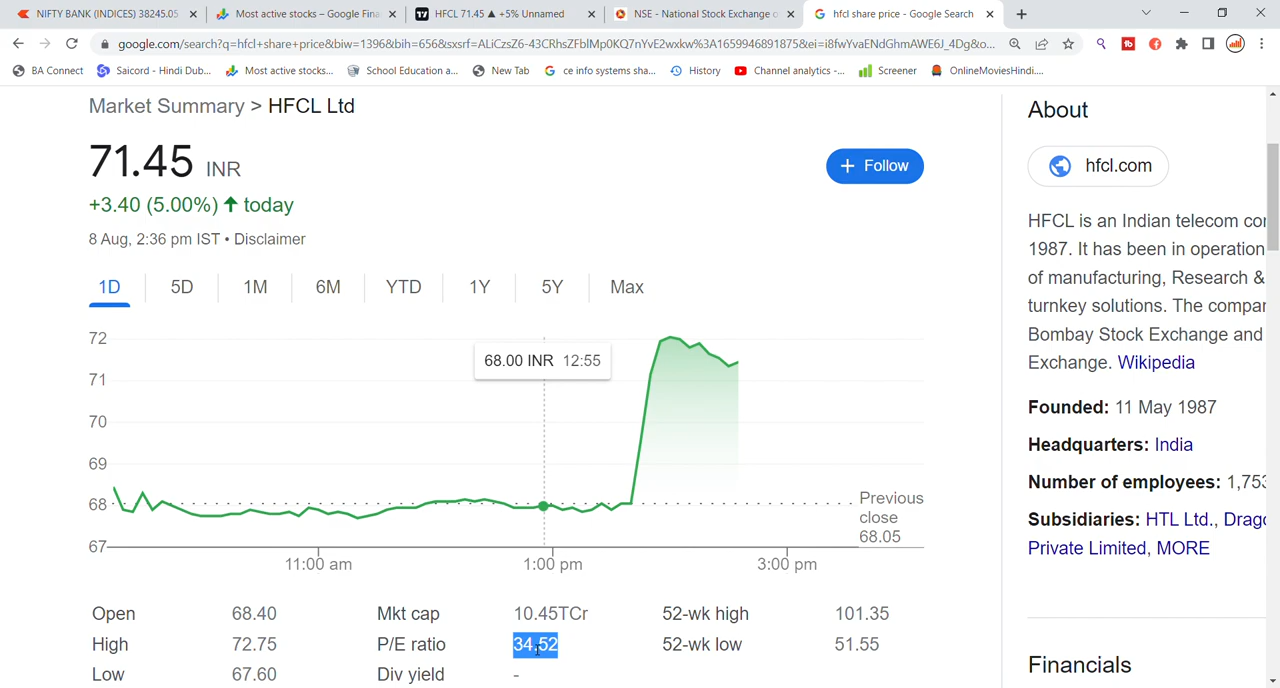 NIFTY BANK (INDICES) 38245.05
Most active stocks – Google Fina
HFCL 71.45 ▲ +5% Unnamed
NSE - National Stock Exchange o
hfcl share price - Google Search
google.com/search?q=hfcl+share+price&biw=1396&bih=
BA Connect
Saicord - Hindi Dub...
Most active stocks...
School Education a...
New Tab
ce info systems sha...
History
Channel analytics -...
Screener
OnlineMoviesHindi....
Market Summary > HFCL Ltd
71.45 INR
+ Follow
+3.40 (5.00%) ↑ today
8 Aug, 2:36 pm IST • Disclaimer
1D 5D 1M 6M YTD 1Y 5Y Max
72
68.00 INR 12:55
71
70
69
68
Previous
close
68.05
67
11:00 am 1:00 pm 3:00 pm
Open 68.40 Mkt cap 10.45TCr 52-wk high 101.35
High 72.75 P/E ratio 34.52 52-wk low 51.55
Low 67.60 Div yield -
About
hfcl.com
HFCL is an Indian telecom co
1987. It has been in operation
of manufacturing, Research &
turnkey solutions. The compa
Bombay Stock Exchange and
Exchange. Wikipedia
Founded: 11 May 1987
Headquarters: India
Number of employees: 1,753
Subsidiaries: HTL Ltd., Drago
Private Limited, MORE
Financials